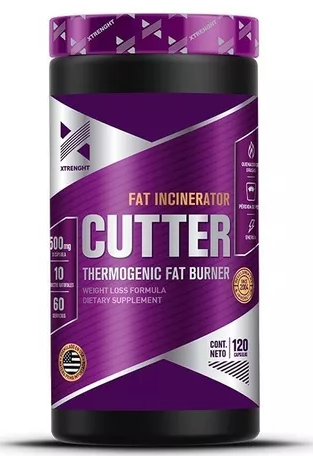 XTRENGHT
XTRENGHT
FAT INCINERATOR
CUTTER
THERMOGENIC FAT BURNER
WEIGHT LOSS FORMULA
DIETARY SUPPLEMENT
500mg
10
60
CONT.
NETO
120
CAPSULAS